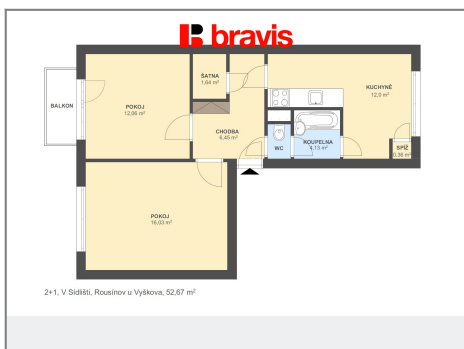 bravis
ŠATNA
1,64 m²
KUCHYNĚ
12.0 m²
BALKON
POKOJ
12.06 m²
CHODBA
6,45 m²
WC
KOUPELNA
4,13 m²
SPÍŽ
0,36 m²
POKOJ
16,03 m²
2+1, V Sídlišti, Rousínov u Vyškova, 52,67 m²